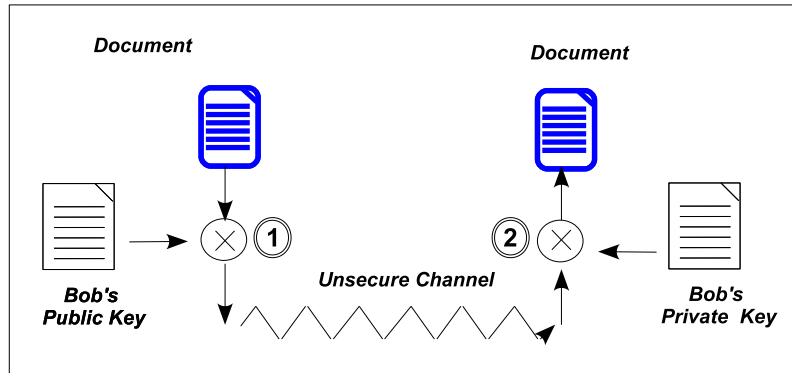 Document
Document
1
2
Unsecure Channel
Bob's
Public Key
Bob's
Private Key